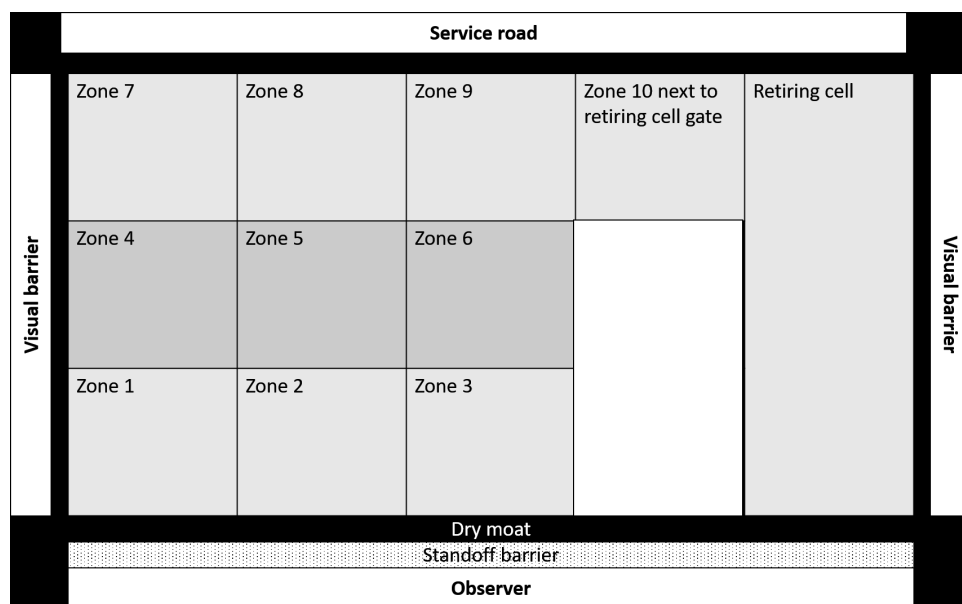 Service road
Zone 7
Zone 8
Zone 9
Zone 10 next to
retiring cell gate
Retiring cell
Visual barrier
Zone 4
Zone 5
Zone 6
Visual barrier
Zone 1
Zone 2
Zone 3
Dry moat
Standoff barrier
Observer